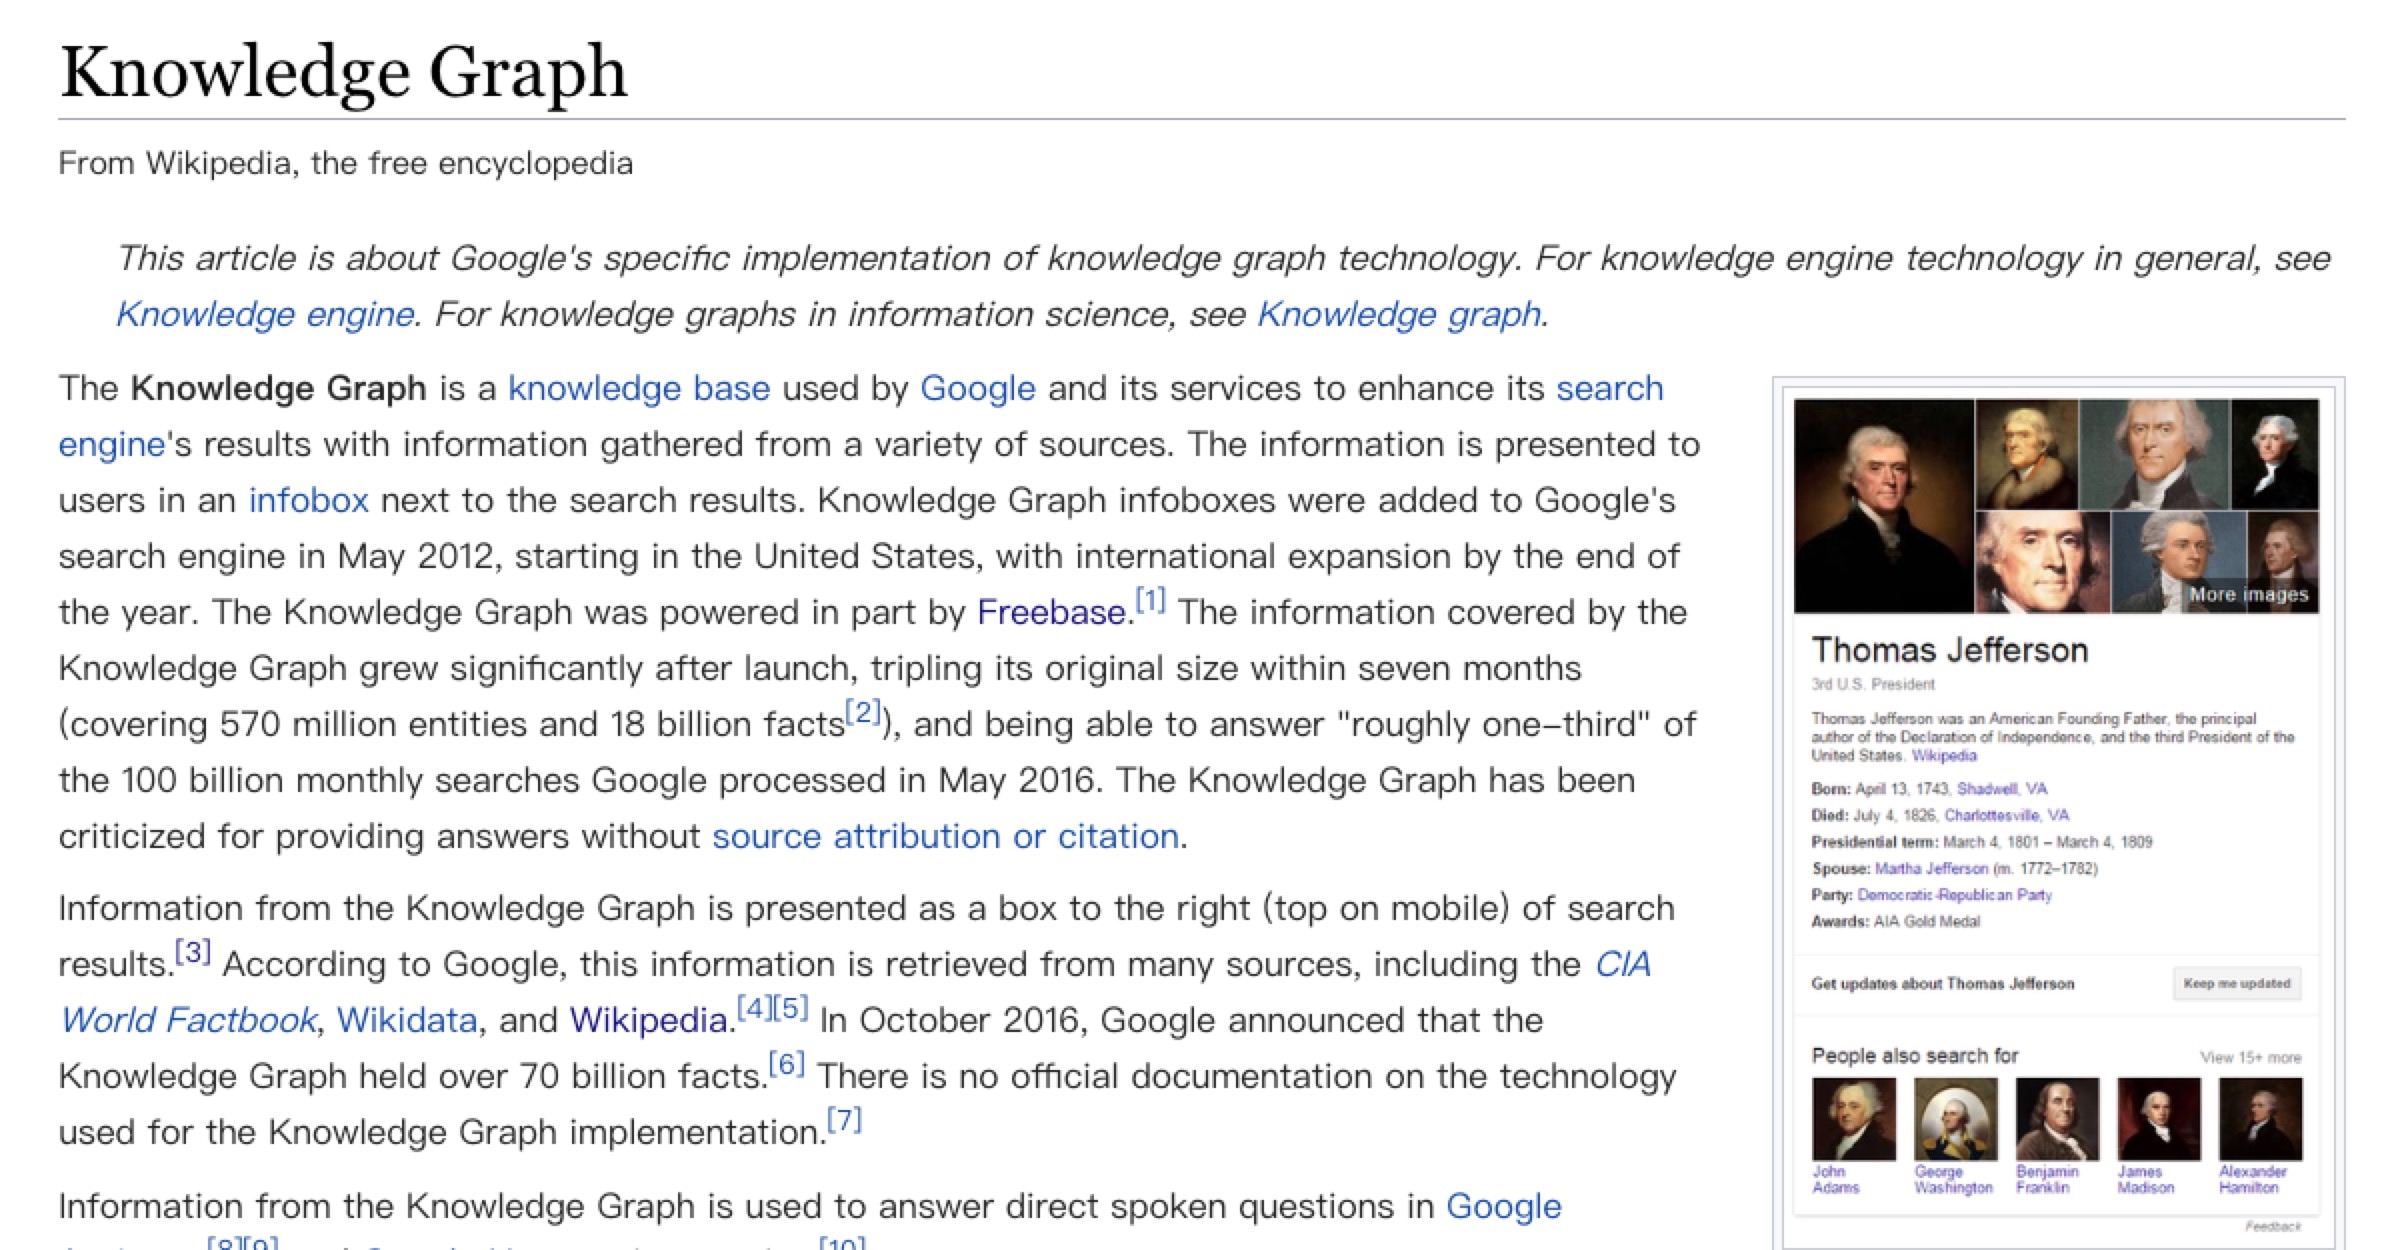 Knowledge Graph
From Wikipedia, the free encyclopedia
This article is about Google's specific implementation of knowledge graph technology. For knowledge engine technology in general, see
Knowledge engine. For knowledge graphs in information science, see Knowledge graph.
The Knowledge Graph is a knowledge base used by Google and its services to enhance its search
engine's results with information gathered from a variety of sources. The information is presented to
users in an infobox next to the search results. Knowledge Graph infoboxes were added to Google's
search engine in May 2012, starting in the United States, with international expansion by the end of
the year. The Knowledge Graph was powered in part by Freebase.[1] The information covered by the
Knowledge Graph grew significantly after launch, tripling its original size within seven months
(covering 570 million entities and 18 billion facts[2]), and being able to answer "roughly one–third" of
the 100 billion monthly searches Google processed in May 2016. The Knowledge Graph has been
criticized for providing answers without source attribution or citation.
Information from the Knowledge Graph is presented as a box to the right (top on mobile) of search
results.[3] According to Google, this information is retrieved from many sources, including the CIA
World Factbook, Wikidata, and Wikipedia.[4][5] In October 2016, Google announced that the
Knowledge Graph held over 70 billion facts.[6] There is no official documentation on the technology
used for the Knowledge Graph implementation.[7]
Information from the Knowledge Graph is used to answer direct spoken questions in Google
[8][9] [10]
More images
Thomas Jefferson
3rd U.S. President
Thomas Jefferson was an American Founding Father, the principal
author of the Declaration of Independence, and the third President of the
United States. Wikipedia
Born: April 13, 1743, Shadwell, VA
Died: July 4, 1826, Charlottesville, VA
Presidential term: March 4, 1801 – March 4, 1809
Spouse: Martha Jefferson (m. 1772–1782)
Party: Democratic-Republican Party
Awards: AIA Gold Medal
Get updates about Thomas Jefferson Keep me updated
People also search for View 15+ more
John George Benjamin James Alexander
Adams Washington Franklin Madison Hamilton
Feedback